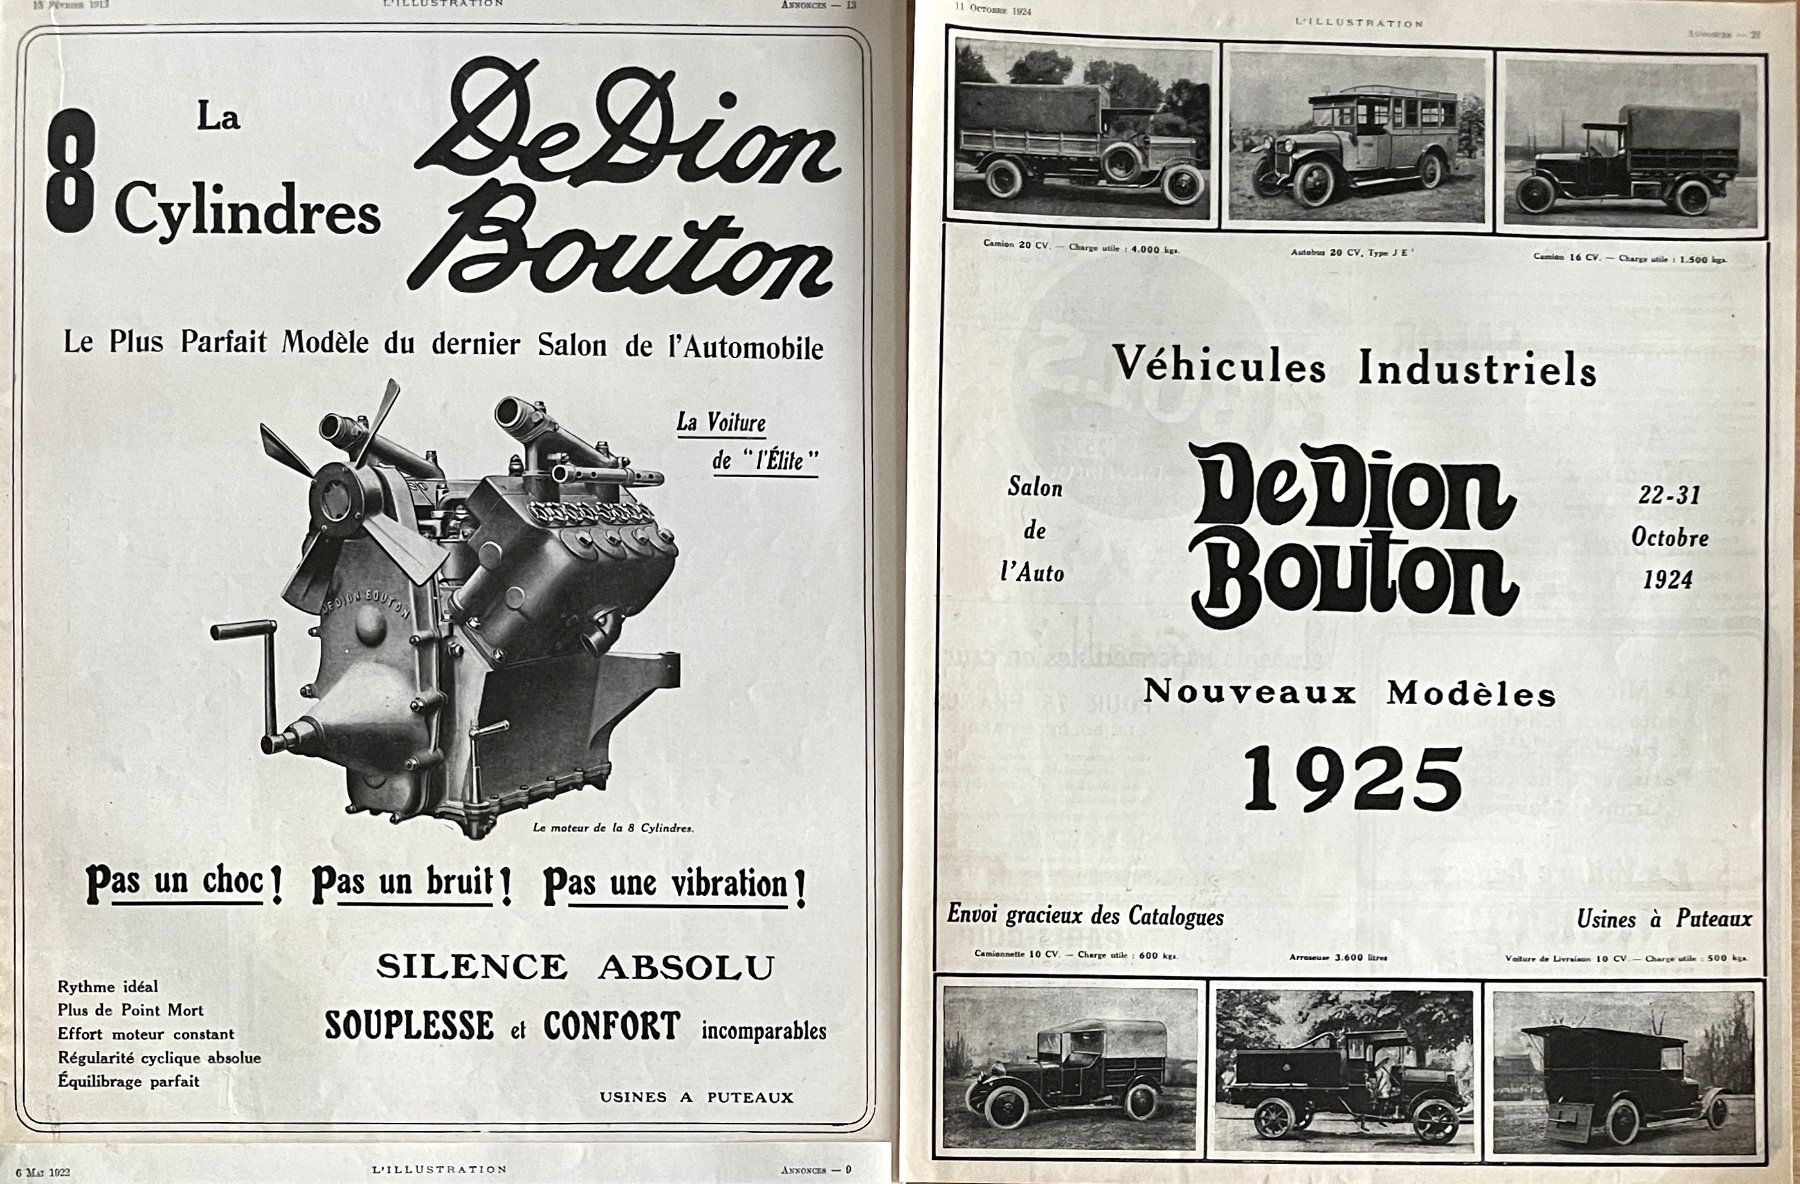 15 Février 1913 L'ILLUSTRATION Annonces — 13
La
8 Cylindres
De Dion
Bouton
Le Plus Parfait Modèle du dernier Salon de l'Automobile
La Voiture
de "l'Élite"
DE DION BOUTON
Le moteur de la 8 Cylindres.
Pas un choc! Pas un bruit! Pas une vibration!
SILENCE ABSOLU
SOUPLESSE et CONFORT incomparables
Rythme idéal
Plus de Point Mort
Effort moteur constant
Régularité cyclique absolue
Équilibrage parfait
USINES A PUTEAUX
6 Mai 1922 L'ILLUSTRATION Annonces — 9
11 Octobre 1924 L'ILLUSTRATION Annonces —
Camion 20 CV. — Charge utile : 4.000 kgs.
Autobus 20 CV, Type J E
Camion 16 CV. — Charge utile : 1.500 kgs.
Véhicules Industriels
Salon
de
l'Auto
De Dion
Bouton
22-31
Octobre
1924
Nouveaux Modèles
1925
Envoi gracieux des Catalogues
Usines à Puteaux
Camionnette 10 CV. — Charge utile : 600 kgs.
Arroseuse 3.600 litres
Voiture de Livraison 10 CV. — Charge utile : 500 kgs.